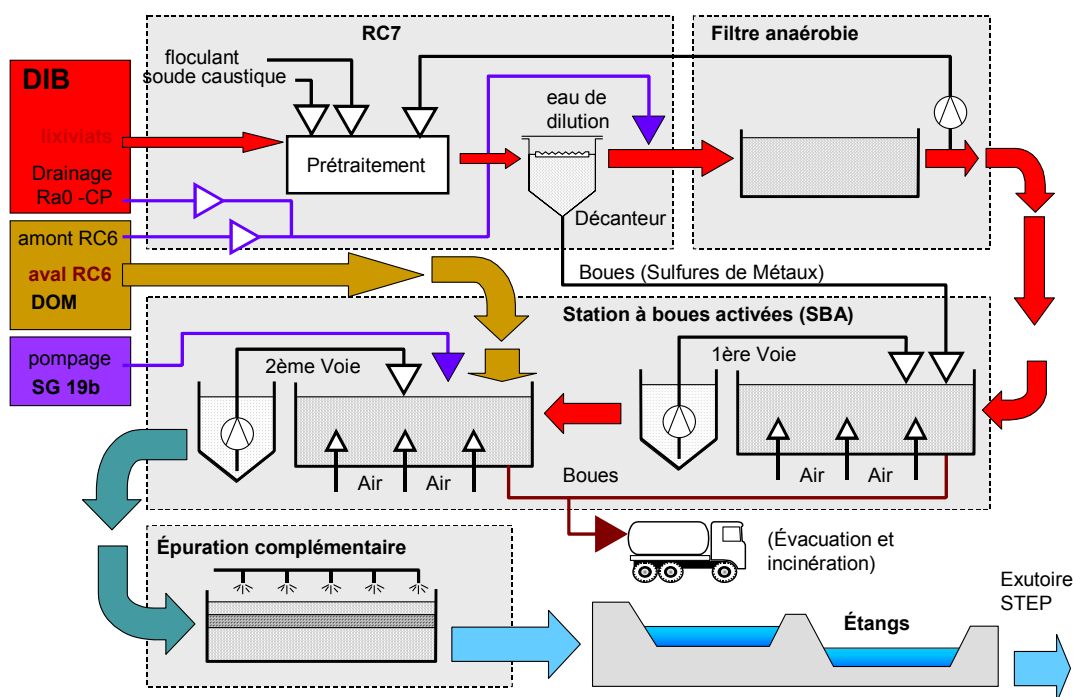 RC7
Filtre anaérobie
floculant
soude caustique
DIB
eau de
dilution
lixiviats
Prétraitement
Drainage
Ra0 -CP
Décanteur
amont RC6
Boues (Sulfures de Métaux)
aval RC6
DOM
Station à boues activées (SBA)
pompage
SG 19b
2ème Voie
1ère Voie
Air
Air
Boues
Air
Air
Épuration complémentaire
(Évacuation et
incinération)
Exutoire
STEP
Étangs